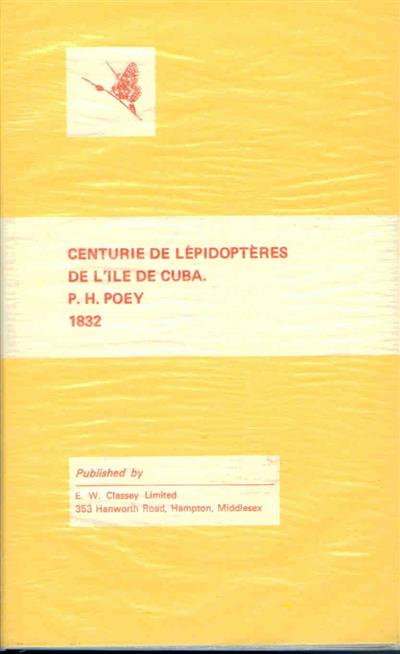 CENTURIE DE LÉPIDOPTÈRES
DE L'ILE DE CUBA.
P. H. POEY
1832
Published by
E. W. Classey Limited
353 Hanworth Road, Hampton, Middlesex